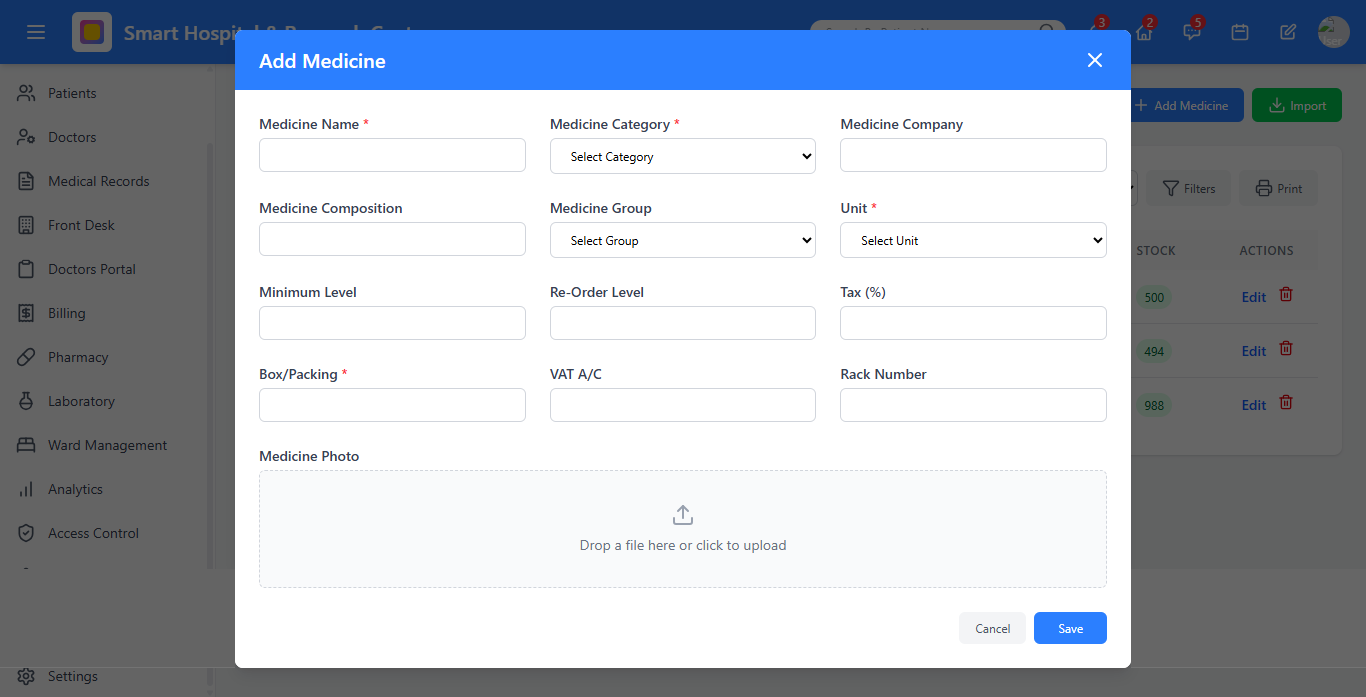 Smart Hospital & Research Center
3
2
5
Add Medicine
Patients
Doctors
Medical Records
Front Desk
Doctors Portal
Billing
Pharmacy
Laboratory
Ward Management
Analytics
Access Control
Settings
Add Medicine
Import
Filters
Print
STOCK
ACTIONS
500
Edit
494
Edit
988
Edit
Medicine Name *
Medicine Category *
Medicine Company
Select Category
Medicine Composition
Medicine Group
Unit *
Select Group
Select Unit
Minimum Level
Re-Order Level
Tax (%)
Box/Packing *
VAT A/C
Rack Number
Medicine Photo
Drop a file here or click to upload
Cancel
Save